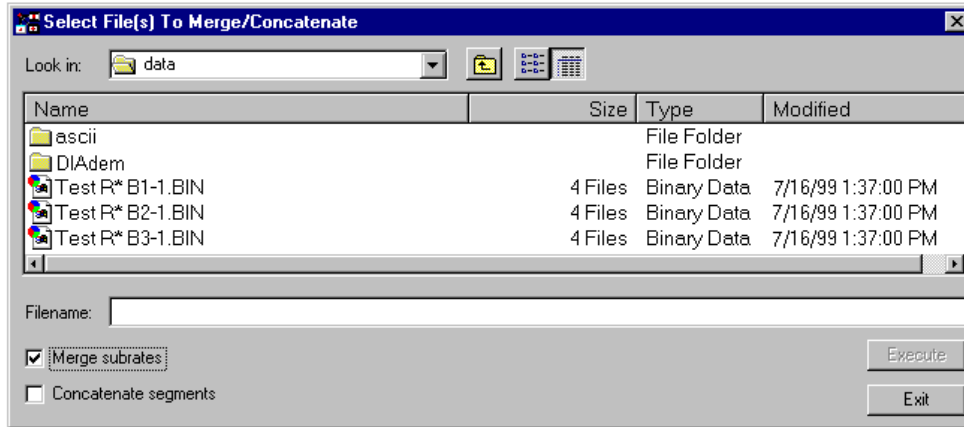 Select File(s) To Merge/Concatenate
Look in: data
Name Size Type Modified
ascii File Folder
DIAdem File Folder
Test R* B1-1.BIN 4 Files Binary Data 7/16/99 1:37:00 PM
Test R* B2-1.BIN 4 Files Binary Data 7/16/99 1:37:00 PM
Test R* B3-1.BIN 4 Files Binary Data 7/16/99 1:37:00 PM
Filename:
Merge subrates Execute
Concatenate segments Exit